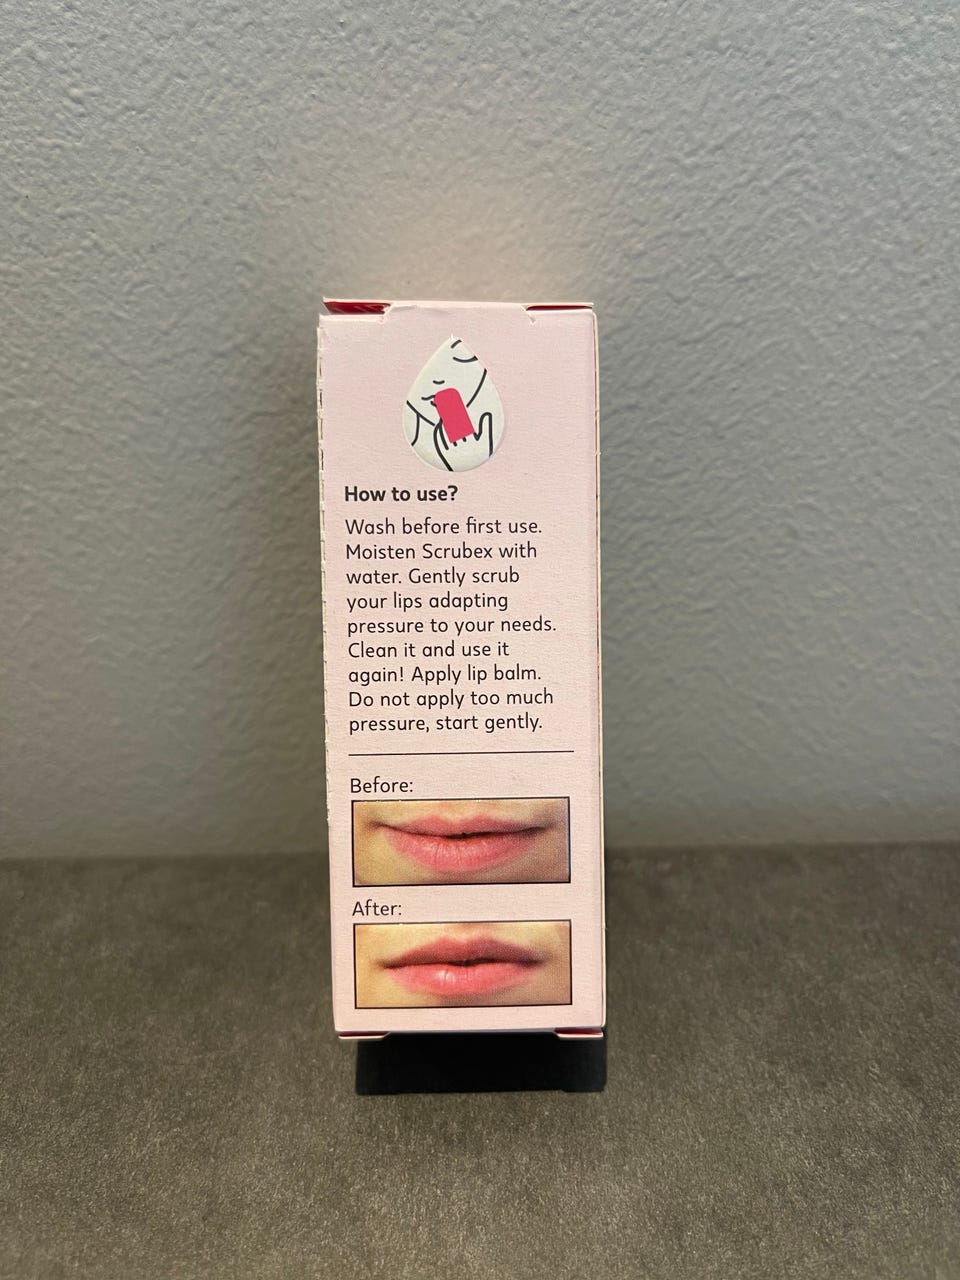 How to use?
Wash before first use.
Moisten Scrubex with
water. Gently scrub
your lips adapting
pressure to your needs.
Clean it and use it
again! Apply lip balm.
Do not apply too much
pressure, start gently.
Before:
After: